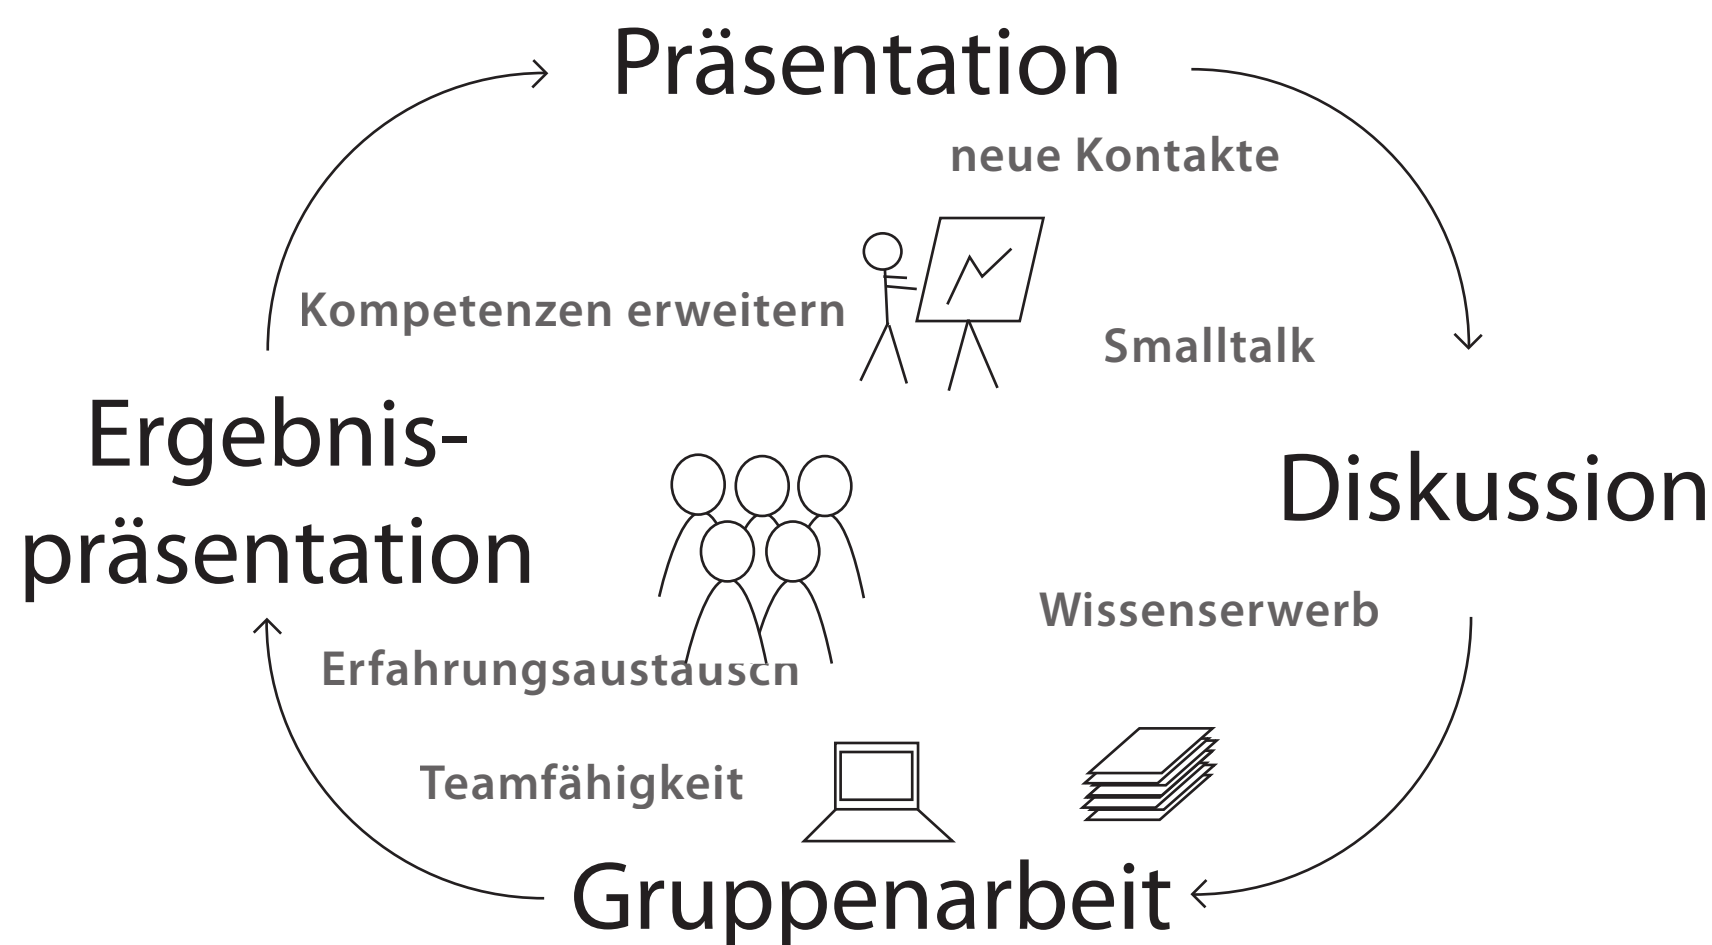 Präsentation
neue Kontakte
Kompetenzen erweitern
Smalltalk
Ergebnis-
präsentation
Diskussion
Wissenserwerb
Erfahrungsaustausch
Teamfähigkeit
Gruppenarbeit